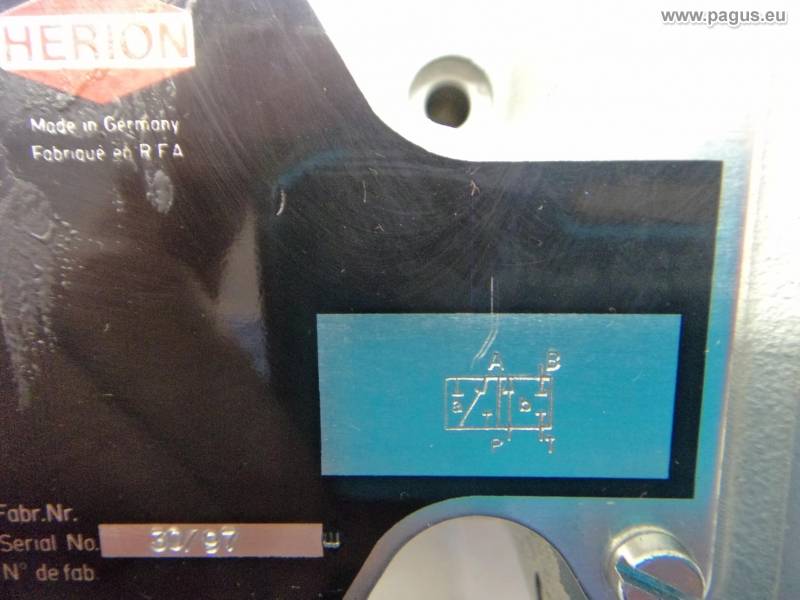 www.pagus.eu
HERION
Made in Germany
Fabriqué en R F A
A B
a b
P T
Fabr.Nr.
Serial No. 30/97 w
N° de fab.